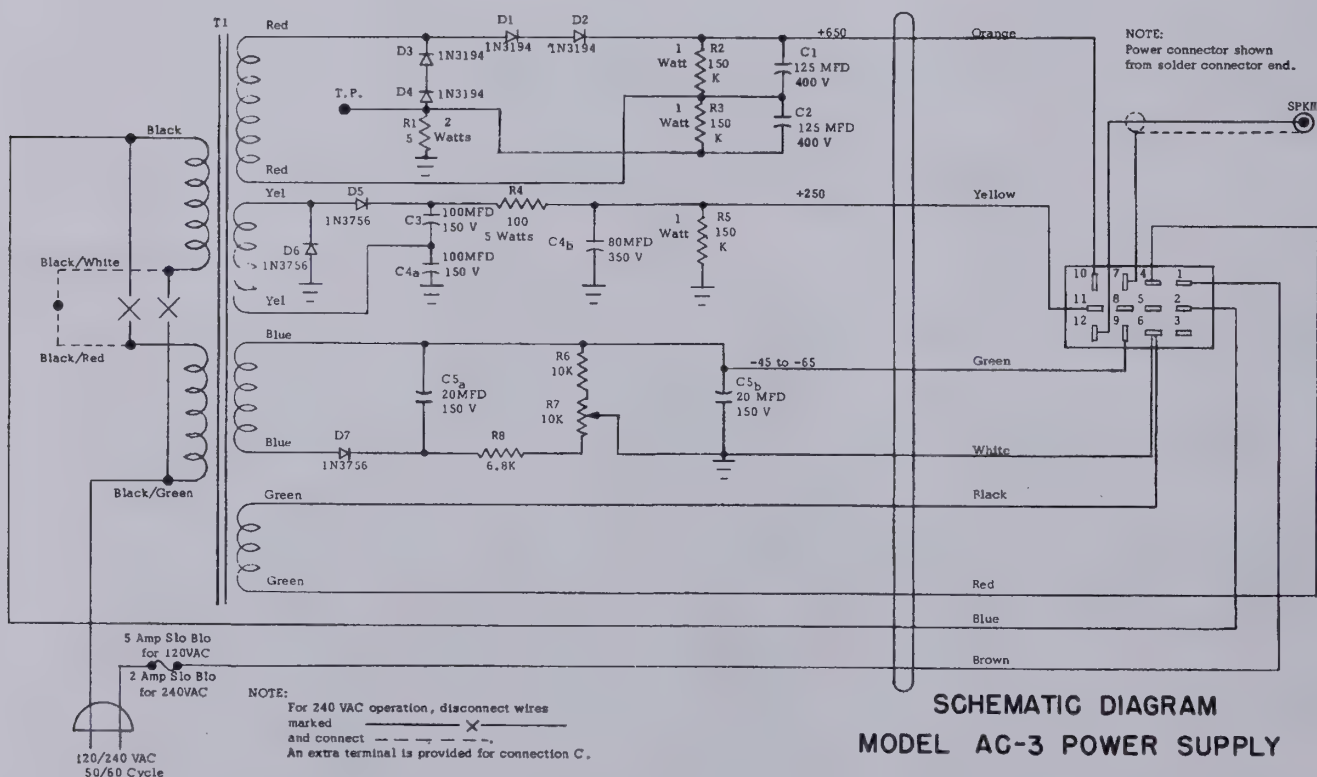 T1
Red
D1
D2
1N3194
1N3194
D3
1N3194
D4
1N3194
T.P.
R1
5
2
Watts
1
Watt
R2
150
K
1
Watt
R3
150
K
+650
C1
125 MFD
400 V
C2
125 MFD
400 V
Orange
NOTE:
Power connector shown
from solder connector end.
SPKR
Black
Red
Yel
D5
1N3756
D6
1N3756
C3
100MFD
150 V
C4a
100MFD
150 V
R4
100
5 Watts
C4b
80MFD
350 V
1
Watt
R5
150
K
+250
Yellow
Black/White
Yel
10 7 4 1
11 8 5 2
12 9 6 3
Black/Red
Blue
C5a
20MFD
150 V
R6
10K
R7
10K
-45 to -65
C5b
20 MFD
150 V
Green
Blue
D7
1N3756
R8
6.8K
White
Black/Green
Green
Black
Green
Red
Blue
5 Amp Slo Blo
for 120VAC
2 Amp Slo Blo
for 240VAC
Brown
120/240 VAC
50/60 Cycle
NOTE:
For 240 VAC operation, disconnect wires
marked ———X———
and connect — — — —.
An extra terminal is provided for connection C.
SCHEMATIC DIAGRAM
MODEL AC-3 POWER SUPPLY